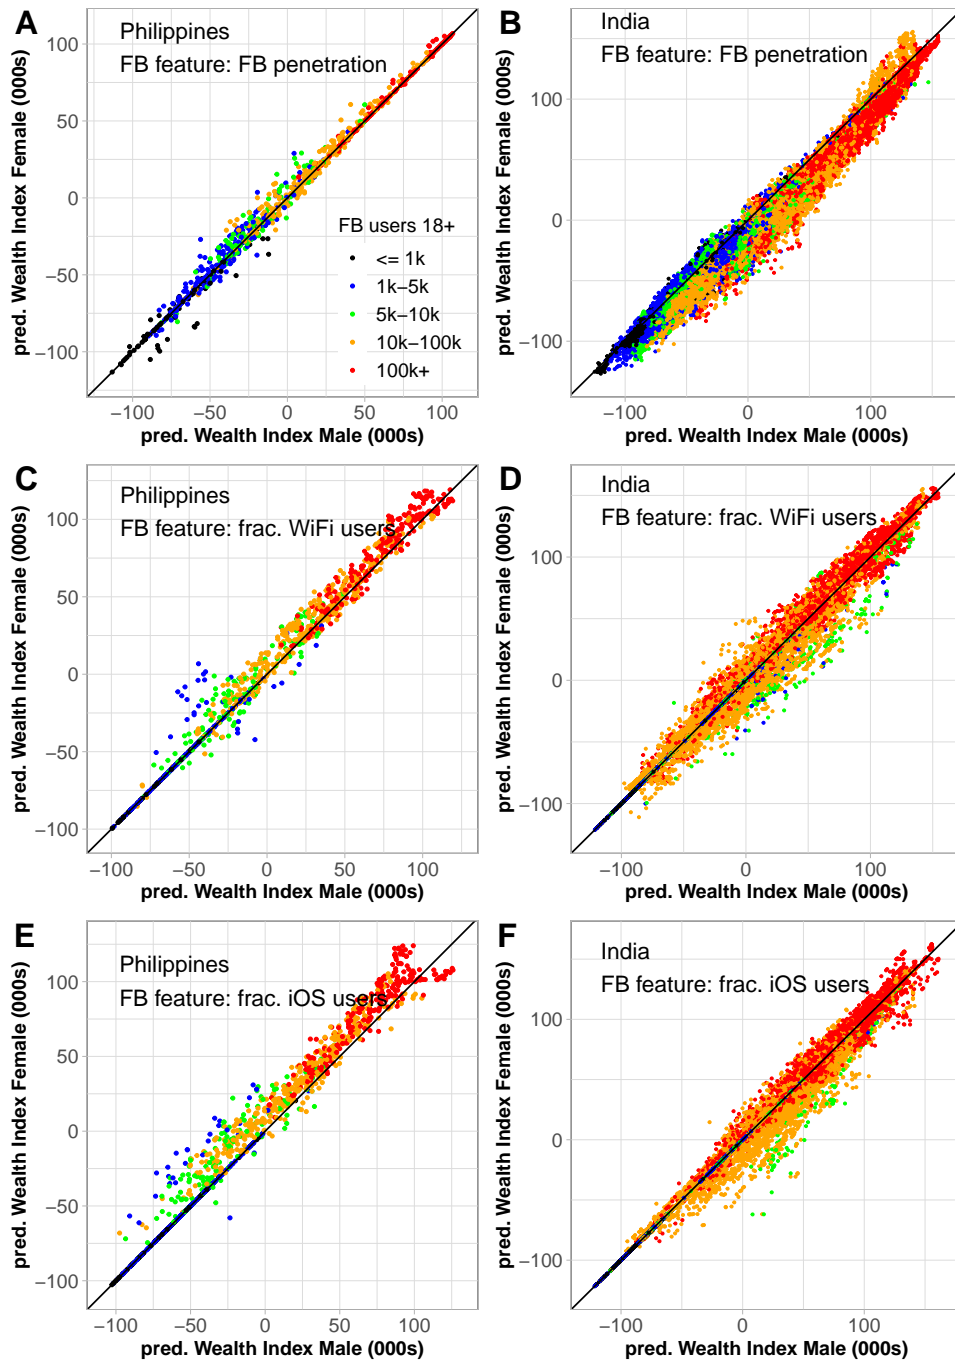 A
Philippines
FB feature: FB penetration
pred. Wealth Index Female (000s)
100
50
0
−50
−100
FB users 18+
<= 1k
1k−5k
5k−10k
10k−100k
100k+
−100
−50
0
50
100
pred. Wealth Index Male (000s)
B
India
FB feature: FB penetration
pred. Wealth Index Female (000s)
100
0
−100
−100
0
100
pred. Wealth Index Male (000s)
C
Philippines
FB feature: frac. WiFi users
pred. Wealth Index Female (000s)
100
50
0
−50
−100
−100
−50
0
50
100
pred. Wealth Index Male (000s)
D
India
FB feature: frac. WiFi users
pred. Wealth Index Female (000s)
100
0
−100
−100
0
100
pred. Wealth Index Male (000s)
E
Philippines
FB feature: frac. iOS users
pred. Wealth Index Female (000s)
100
50
0
−50
−100
−100
−50
0
50
100
pred. Wealth Index Male (000s)
F
India
FB feature: frac. iOS users
pred. Wealth Index Female (000s)
100
0
−100
−100
0
100
pred. Wealth Index Male (000s)